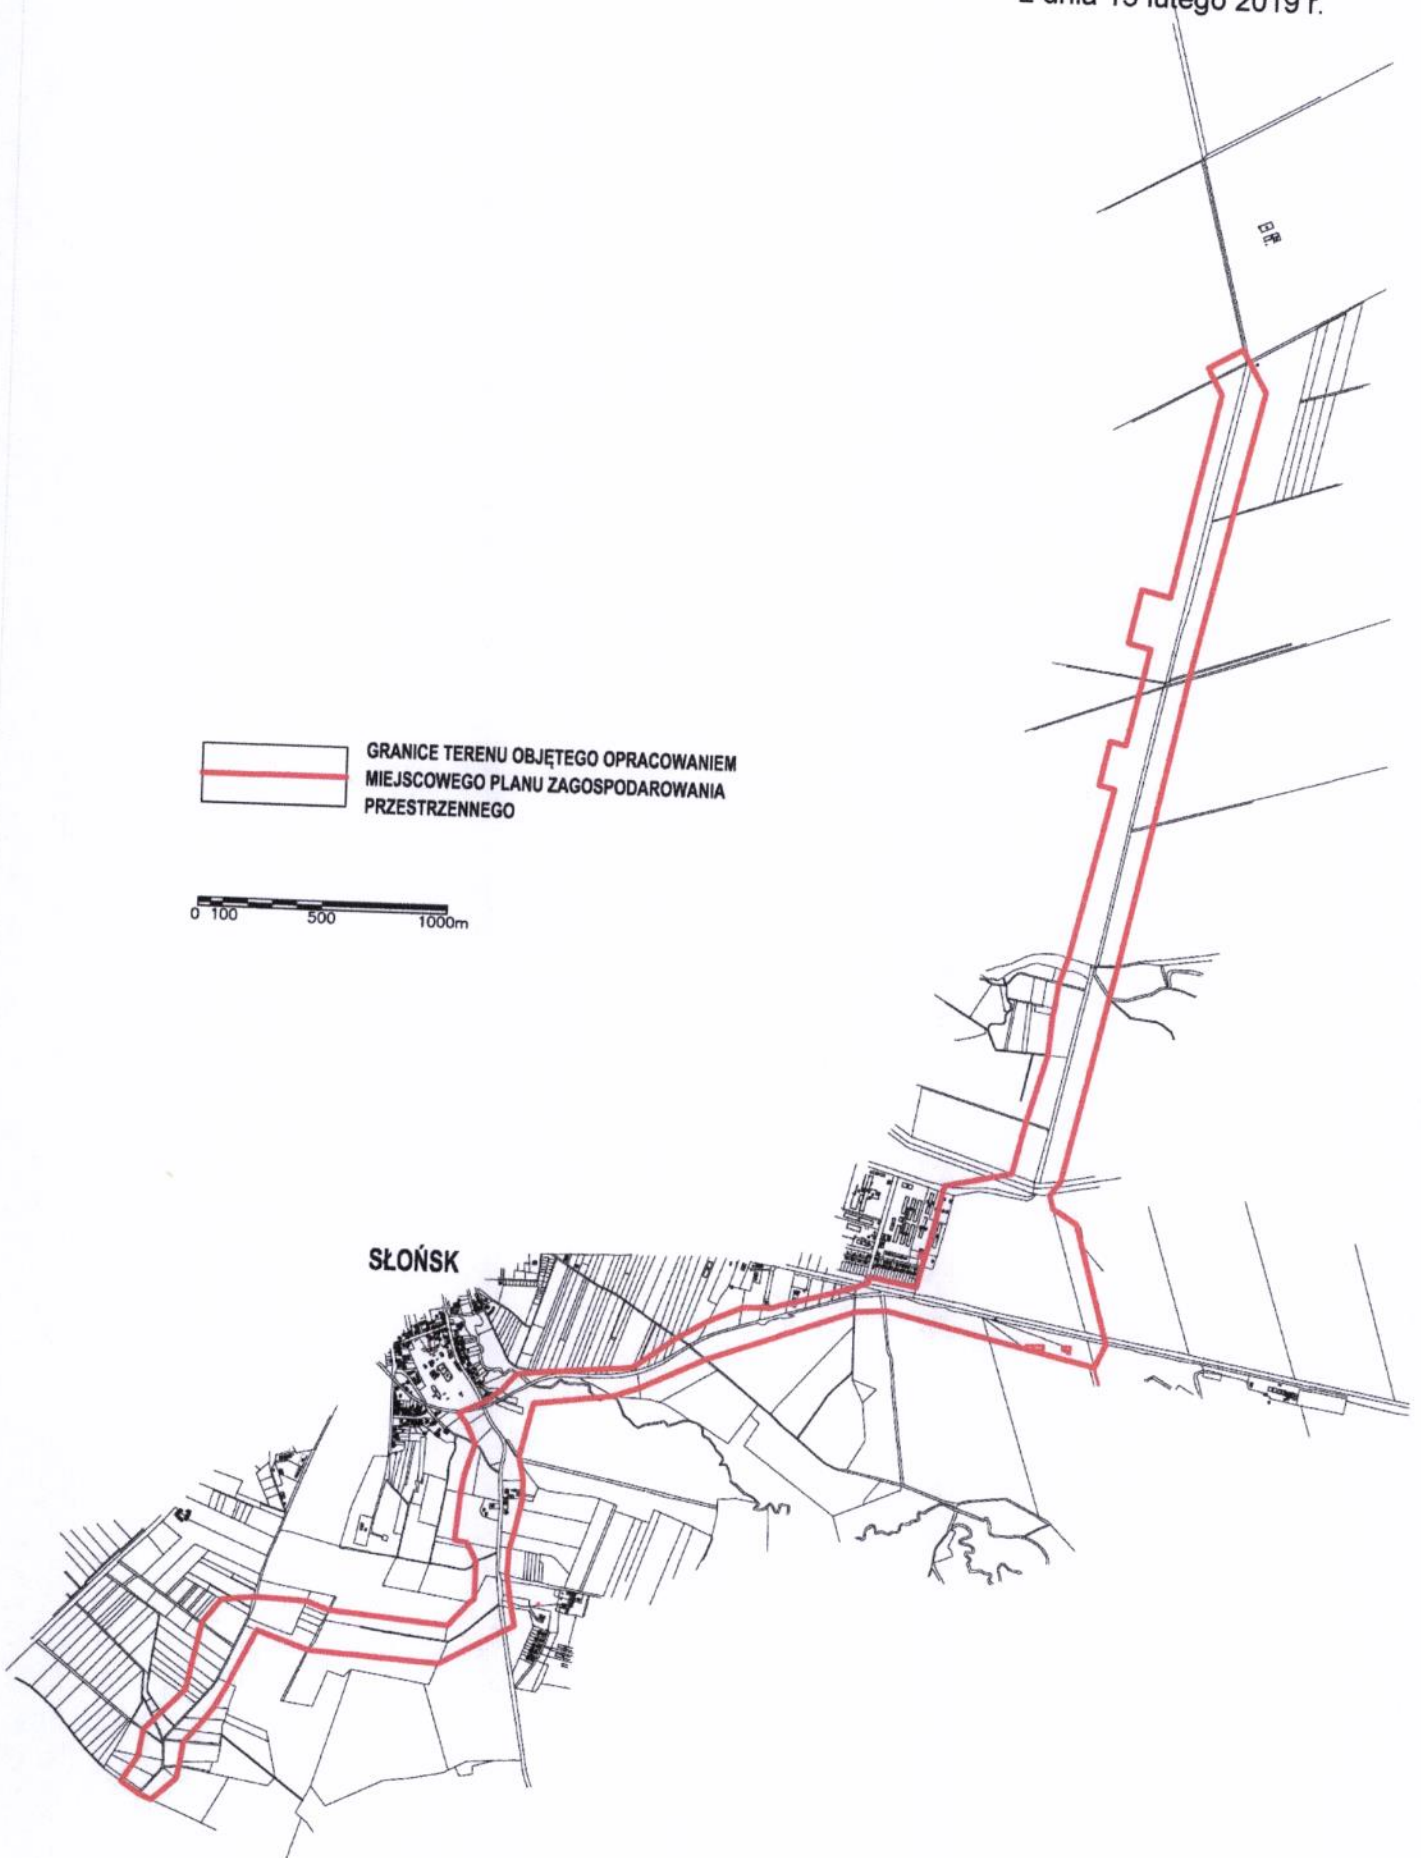 dnia 15 lutego 2019 r.
GRANICE TERENU OBJĘTEGO OPRACOWANIEM
MIEJSCOWEGO PLANU ZAGOSPODAROWANIA
PRZESTRZENNEGO
0 100 500 1000m
SŁOŃSK